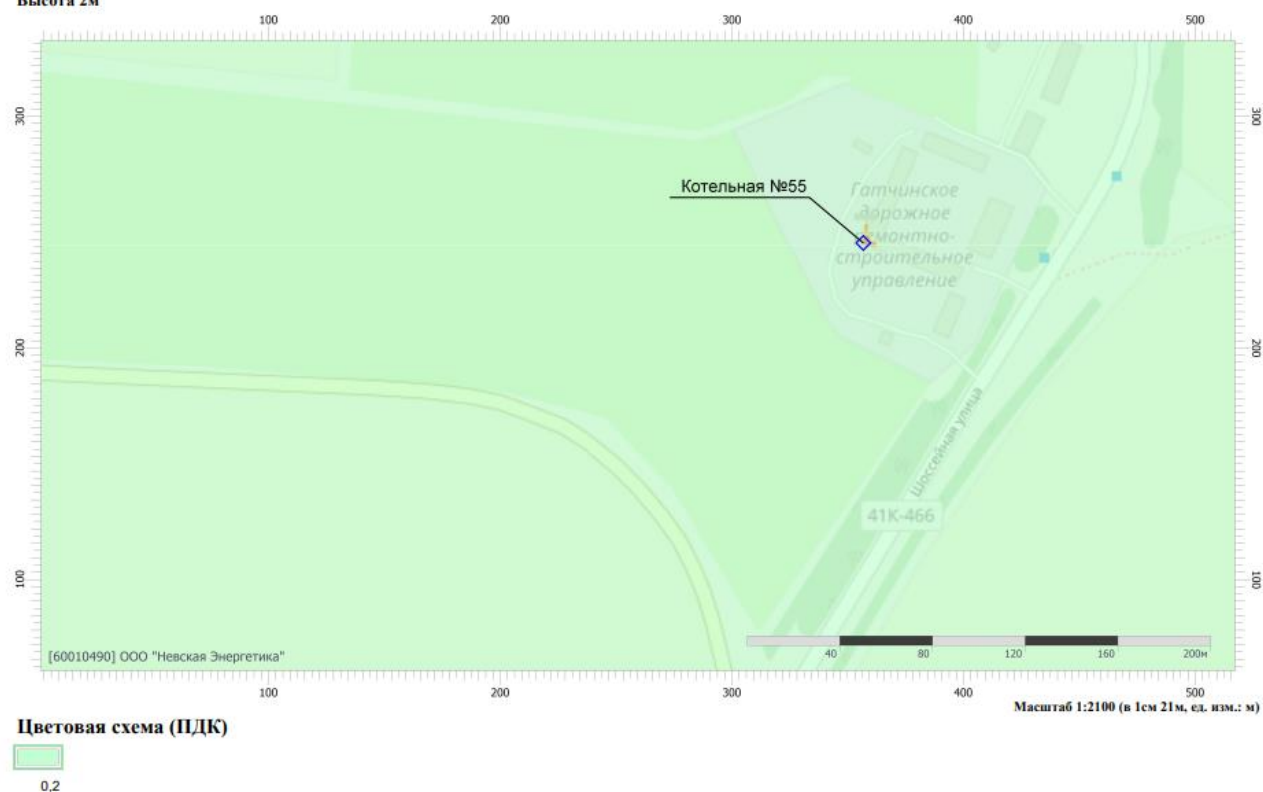 Высота 2м
100 200 300 400 500
300 300
Котельная №55
Гатчинское
дорожное
ремонтно-
строительное
управление
200 200
Шоссейная улица
41К-466
100 100
[60010490] ООО "Невская Энергетика"
40 80 120 160 200м
100 200 300 400 500
Масштаб 1:2100 (в 1см 21м, ед. изм.: м)
Цветовая схема (ПДК)
0,2